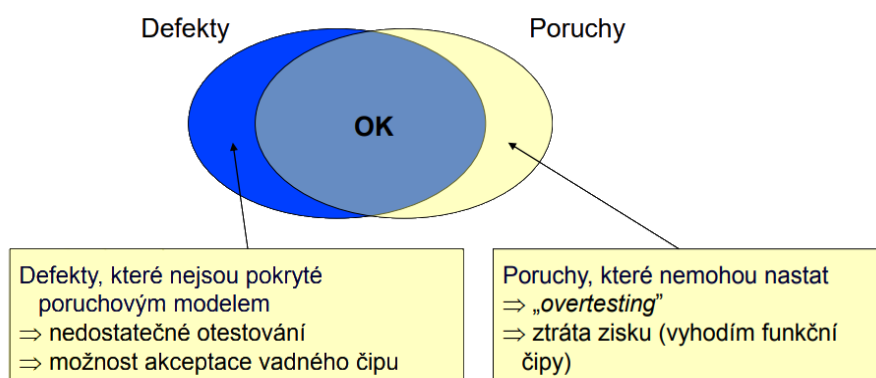 Defekty
Poruchy
OK
Defekty, které nejsou pokryté
poruchovým modelem
⇒ nedostatečné otestování
⇒ možnost akceptace vadného čipu
Poruchy, které nemohou nastat
⇒ „overtesting”
⇒ ztráta zisku (vyhodím funkční
čipy)